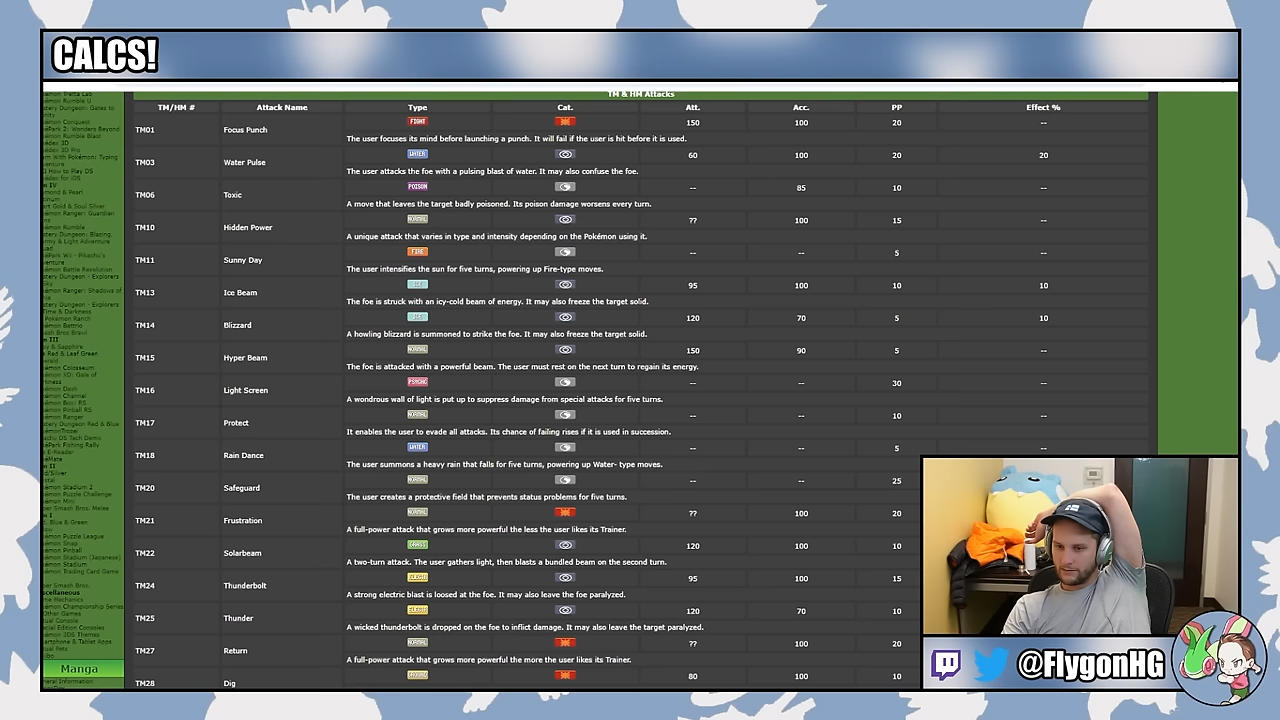 CALCS!
TM & HM Attacks
TM/HM # Attack Name Type Cat. Att. Acc. PP Effect %
TM01 Focus Punch FIGHT 150 100 20 --
The user focuses its mind before launching a punch. It will fail if the user is hit before it is used.
TM03 Water Pulse WATER 60 100 20 20
The user attacks the foe with a pulsing blast of water. It may also confuse the foe.
TM06 Toxic POISON -- 85 10 --
A move that leaves the target badly poisoned. Its poison damage worsens every turn.
TM10 Hidden Power NORMAL ?? 100 15 --
A unique attack that varies in type and intensity depending on the Pokémon using it.
TM11 Sunny Day FIRE -- -- 5 --
The user intensifies the sun for five turns, powering up Fire-type moves.
TM13 Ice Beam ICE 95 100 10 10
The foe is struck with an icy-cold beam of energy. It may also freeze the target solid.
TM14 Blizzard ICE 120 70 5 10
A howling blizzard is summoned to strike the foe. It may also freeze the target solid.
TM15 Hyper Beam NORMAL 150 90 5 --
The foe is attacked with a powerful beam. The user must rest on the next turn to regain its energy.
TM16 Light Screen PSYCHC -- -- 30 --
A wondrous wall of light is put up to suppress damage from special attacks for five turns.
TM17 Protect NORMAL -- -- 10 --
It enables the user to evade all attacks. Its chance of failing rises if it is used in succession.
TM18 Rain Dance WATER -- -- 5 --
The user summons a heavy rain that falls for five turns, powering up Water- type moves.
TM20 Safeguard NORMAL -- -- 25
The user creates a protective field that prevents status problems for five turns.
TM21 Frustration NORMAL ?? 100 20
A full-power attack that grows more powerful the less the user likes its Trainer.
TM22 Solarbeam GRASS 120 100 10
A two-turn attack. The user gathers light, then blasts a bundled beam on the second turn.
TM24 Thunderbolt ELECTR 95 100 15
A strong electric blast is loosed at the foe. It may also leave the foe paralyzed.
TM25 Thunder ELECTR 120 70 10
A wicked thunderbolt is dropped on the foe to inflict damage. It may also leave the target paralyzed.
Return NORMAL ?? 100 20
A full-power attack that grows more powerful the more the user likes its Trainer.
TM28 Dig GROUND 80 100 10
Manga
@FlygonHG